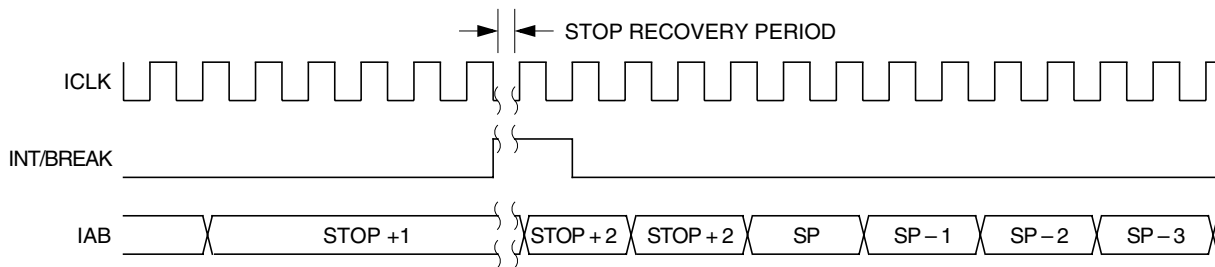 STOP RECOVERY PERIOD
ICLK
INT/BREAK
IAB STOP +1 STOP + 2 STOP + 2 SP SP – 1 SP – 2 SP – 3